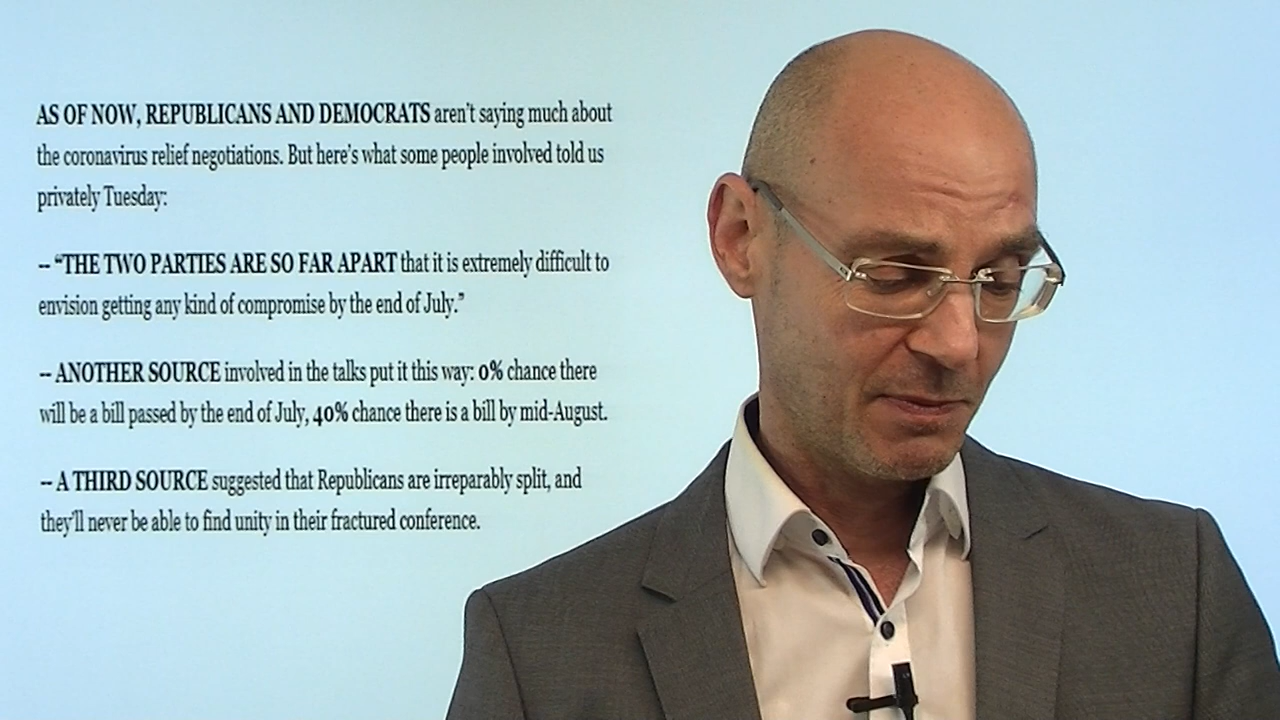 AS OF NOW, REPUBLICANS AND DEMOCRATS aren't saying much about
the coronavirus relief negotiations. But here's what some people involved told us
privately Tuesday:
-- “THE TWO PARTIES ARE SO FAR APART that it is extremely difficult to
envision getting any kind of compromise by the end of July.”
-- ANOTHER SOURCE involved in the talks put it this way: 0% chance there
will be a bill passed by the end of July, 40% chance there is a bill by mid-August.
-- A THIRD SOURCE suggested that Republicans are irreparably split, and
they'll never be able to find unity in their fractured conference.